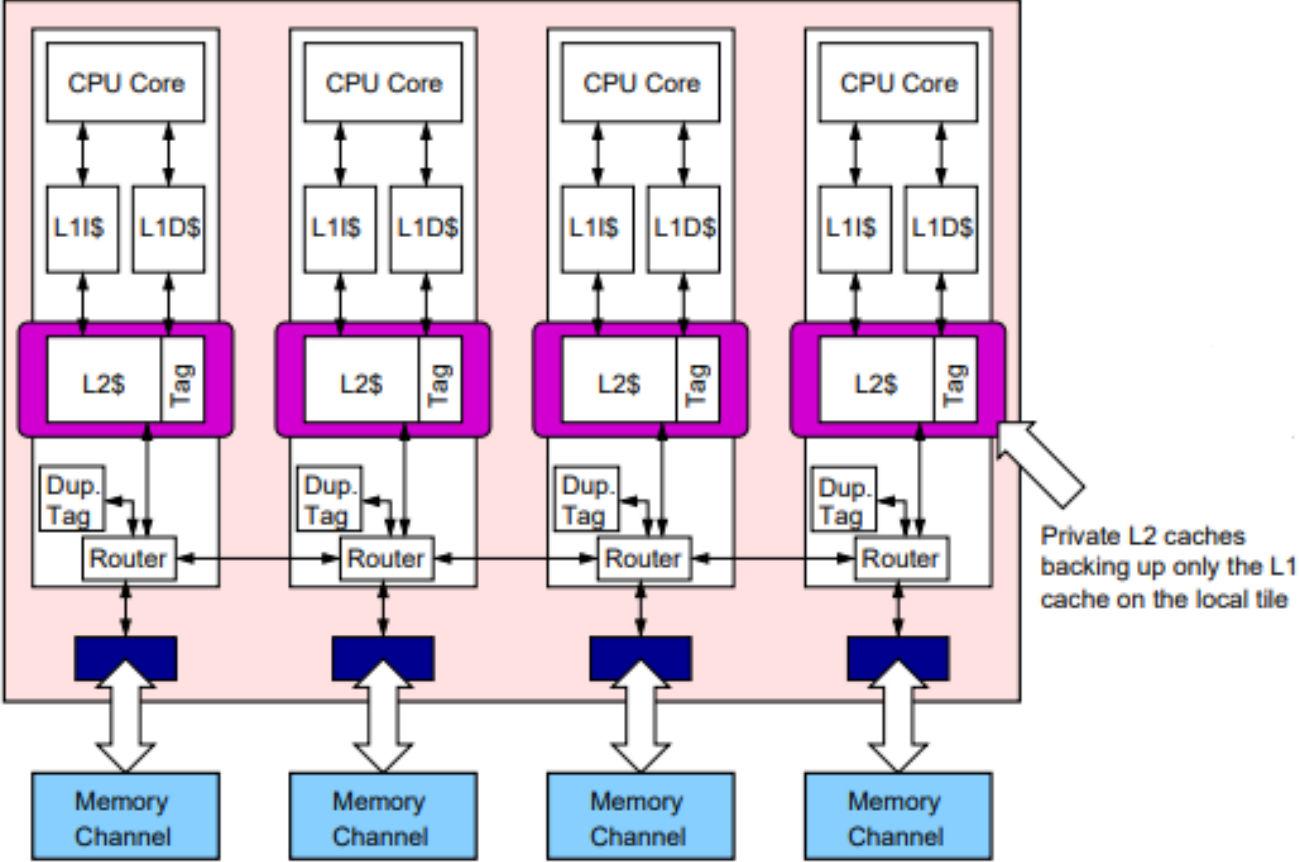 CPU Core CPU Core CPU Core CPU Core
L1I$ L1D$ L1I$ L1D$ L1I$ L1D$ L1I$ L1D$
L2$ Tag L2$ Tag L2$ Tag L2$ Tag
Dup. Dup. Dup. Dup.
Tag Tag Tag Tag
Router Router Router Router
Private L2 caches
backing up only the L1
cache on the local tile
Memory Memory Memory Memory
Channel Channel Channel Channel